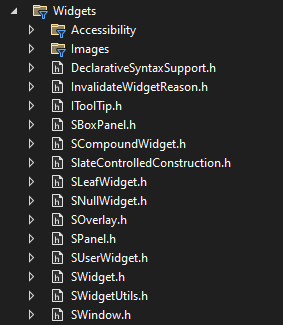 Widgets
Accessibility
Images
DeclarativeSyntaxSupport.h
InvalidateWidgetReason.h
IToolTip.h
SBoxPanel.h
SCompoundWidget.h
SlateControlledConstruction.h
SLeafWidget.h
SNullWidget.h
SOverlay.h
SPanel.h
SUserWidget.h
SWidget.h
SWidgetUtils.h
SWindow.h